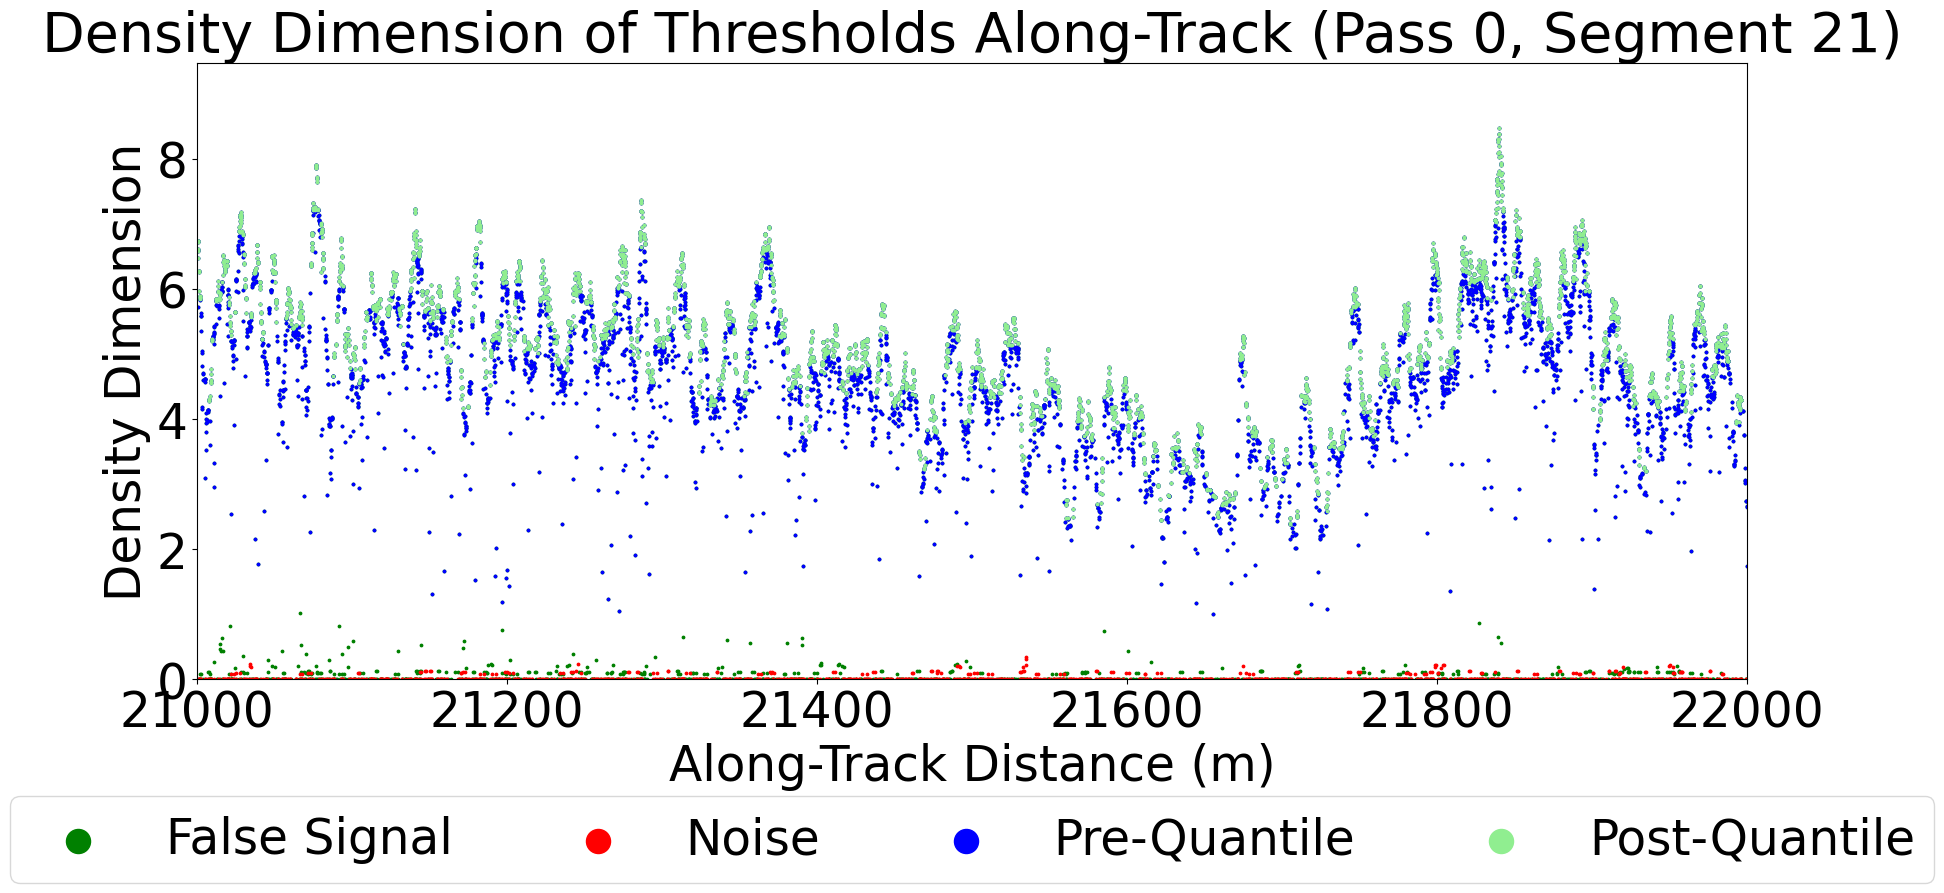 Density Dimension of Thresholds Along-Track (Pass 0, Segment 21)
Density Dimension
8
6
4
2
0
21000 21200 21400 21600 21800 22000
Along-Track Distance (m)
False Signal Noise Pre-Quantile Post-Quantile